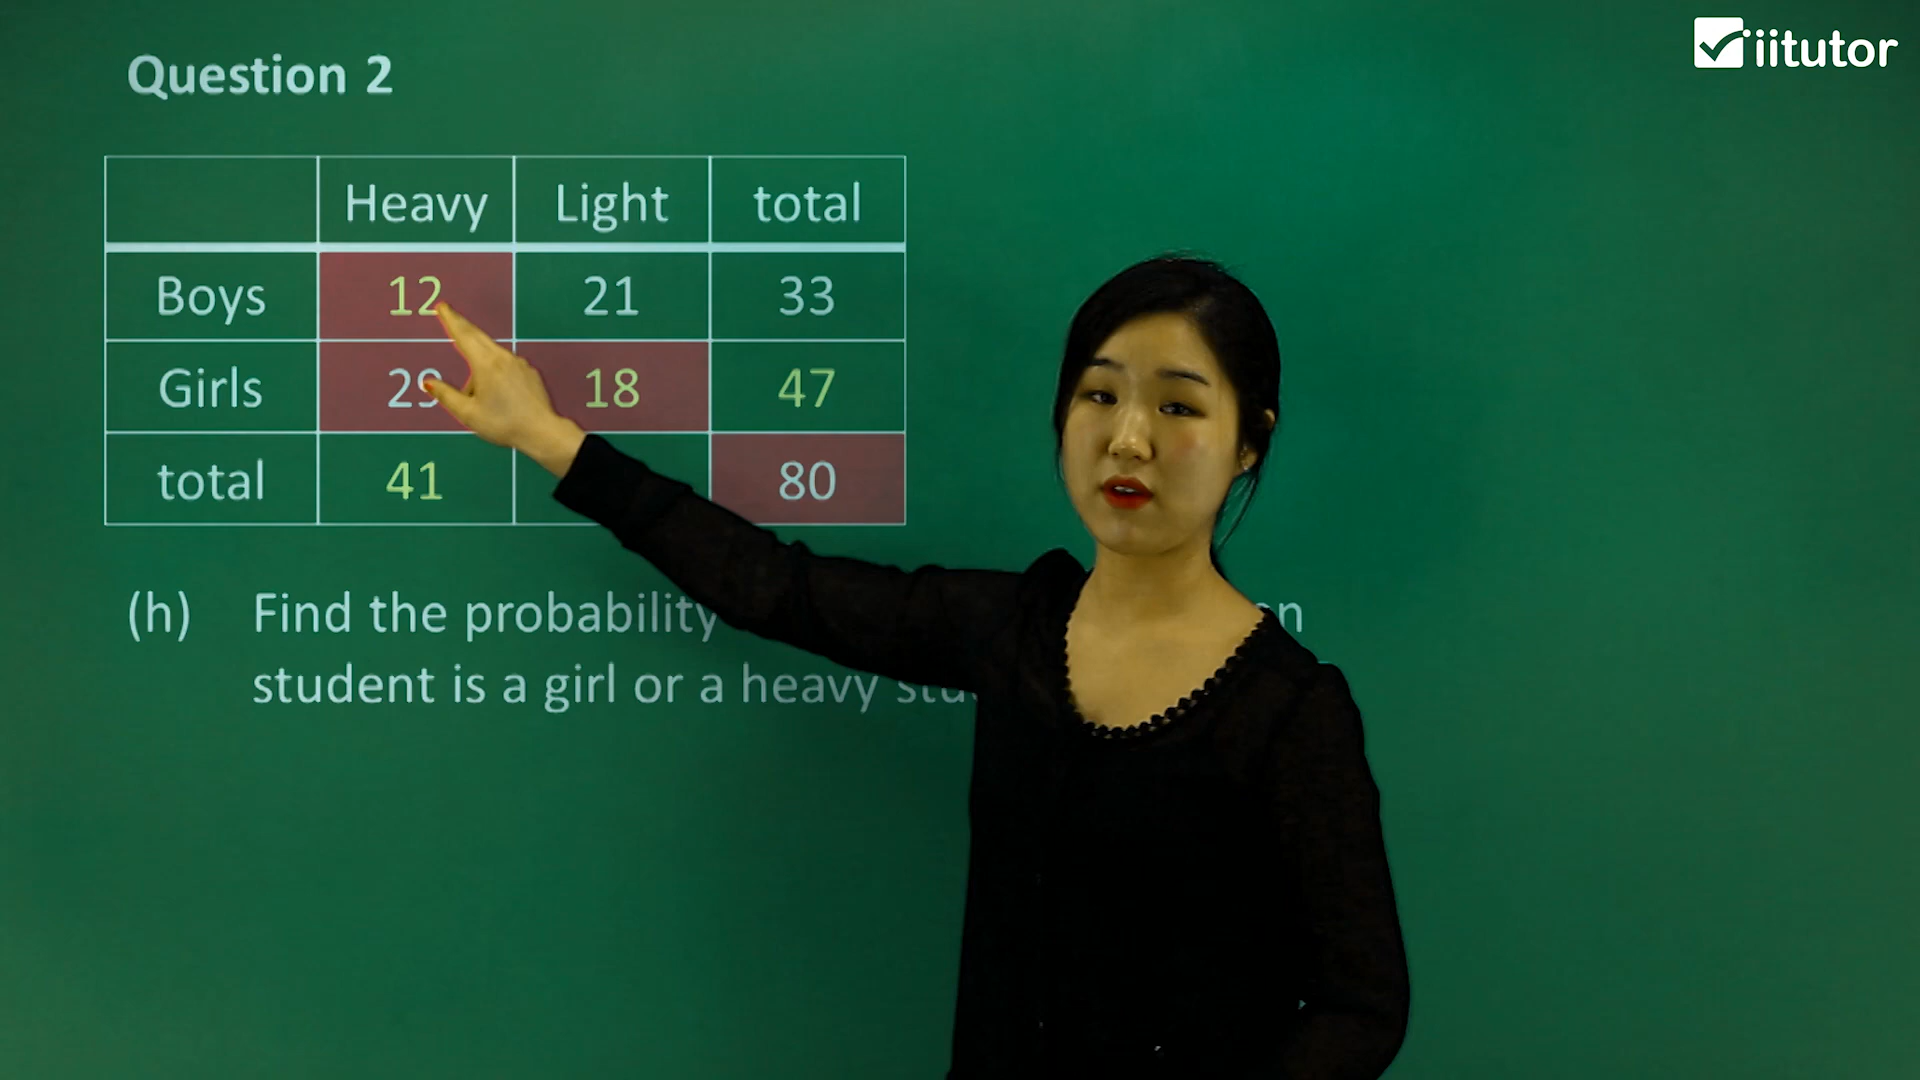 iitutor
Question 2
Heavy Light total
Boys 12 21 33
Girls 29 18 47
total 41 80
(h) Find the probability
student is a girl or a heavy